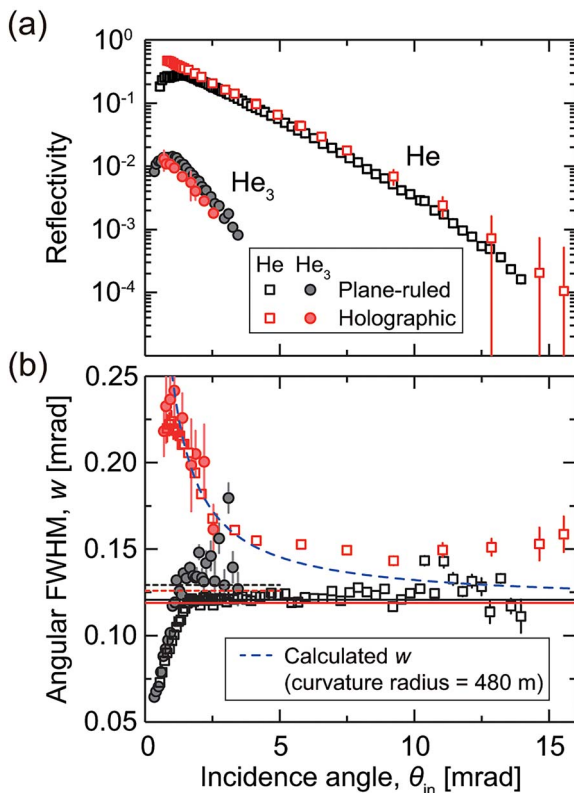 (a)
10⁰
10⁻¹
10⁻²
10⁻³
10⁻⁴
Reflectivity
He
He₃
He He₃
Plane-ruled
Holographic
(b)
0.25
0.20
0.15
0.10
0.05
Angular FWHM, w [mrad]
Calculated w
(curvature radius = 480 m)
0 5 10 15
Incidence angle, θin [mrad]